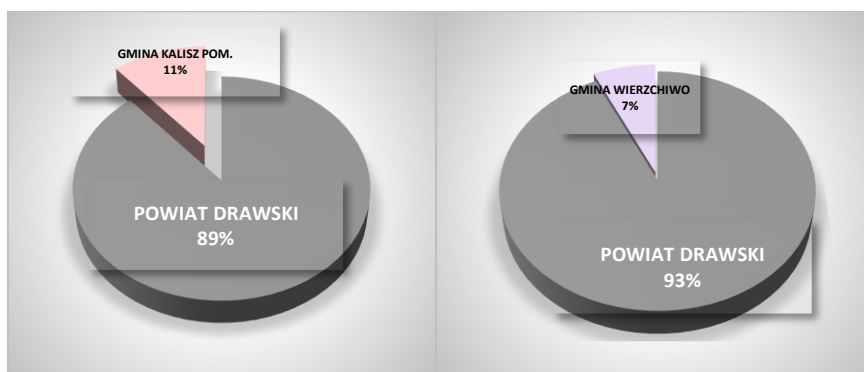 GMINA KALISZ POM.
11%
POWIAT DRAWSKI
89%
GMINA WIERZCHIWO
7%
POWIAT DRAWSKI
93%